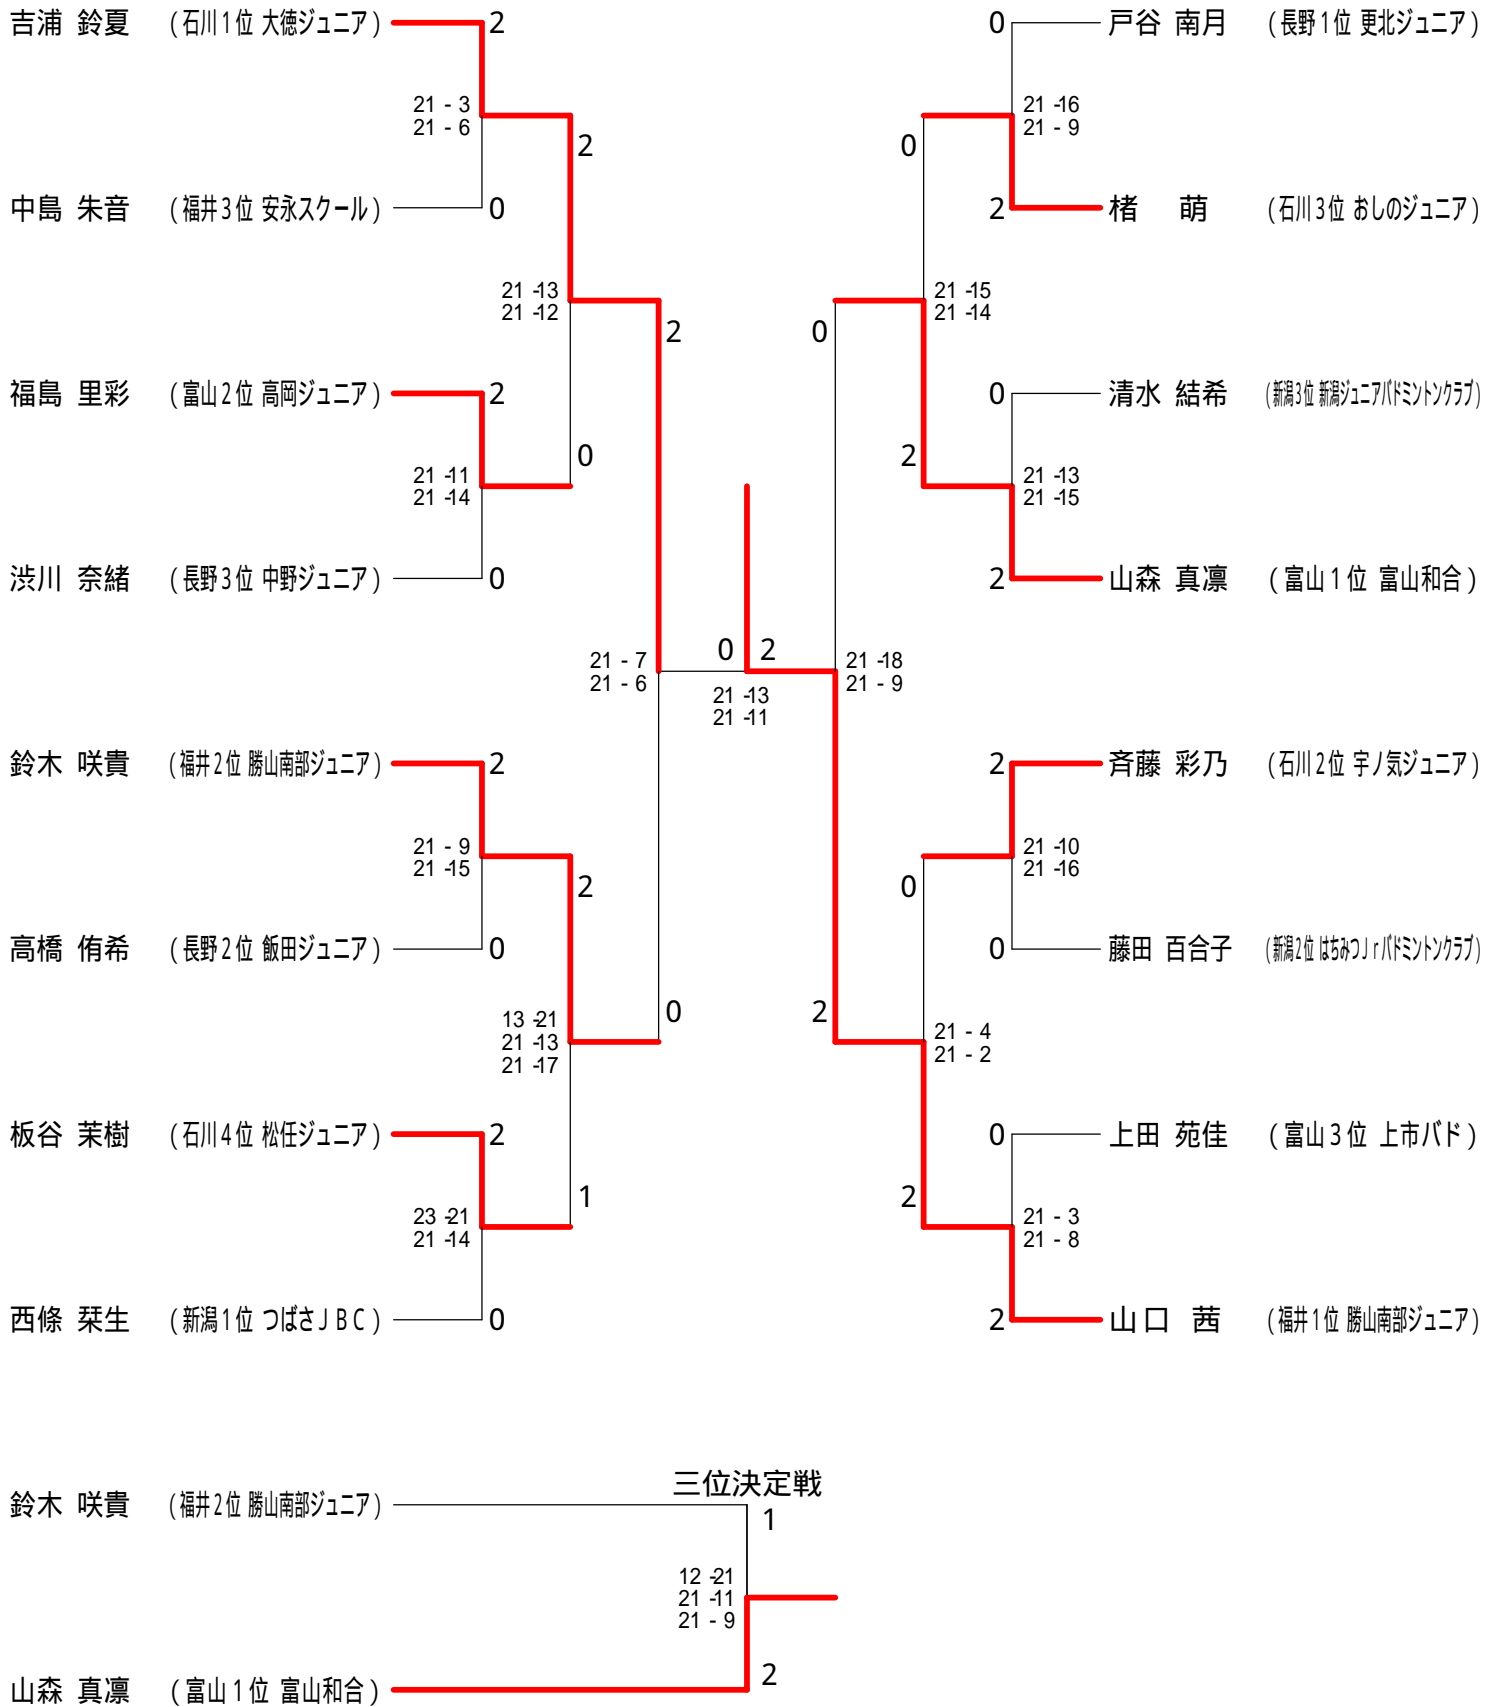 吉浦 鈴夏 (石川1位 大徳ジュニア) 2
21 - 3
21 - 6
2
中島 朱音 (福井3位 安永スクール) 0
21 -13
21 -12
2
福島 里彩 (富山2位 高岡ジュニア) 2
0
21 -11
21 -14
渋川 奈緒 (長野3位 中野ジュニア) 0
21 - 7
21 - 6
鈴木 咲貴 (福井2位 勝山南部ジュニア) 2
21 - 9
21 -15
2
高橋 侑希 (長野2位 飯田ジュニア) 0
0
13 -21
21 -13
21 -17
板谷 茉樹 (石川4位 松任ジュニア) 2
1
23 -21
21 -14
西條 栞生 (新潟1位 つばさJBC) 0
0 2
21 -13
21 -11
0 戸谷 南月 (長野1位 更北ジュニア)
21 -16
21 - 9
0
2 楮 萌 (石川3位 おしのジュニア)
21 -15
21 -14
0
0 清水 結希 (新潟3位 新潟ジュニアバドミントンクラブ)
2
21 -13
21 -15
2 山森 真凛 (富山1位 富山和合)
21 -18
21 - 9
2 斉藤 彩乃 (石川2位 宇ノ気ジュニア)
21 -10
21 -16
0
0 藤田 百合子 (新潟2位 はちみつJrバドミントンクラブ)
2
21 - 4
21 - 2
0 上田 苑佳 (富山3位 上市バド)
2
21 - 3
21 - 8
2 山口 茜 (福井1位 勝山南部ジュニア)
三位決定戦
鈴木 咲貴 (福井2位 勝山南部ジュニア)
1
12 -21
21 -11
21 - 9
2
山森 真凛 (富山1位 富山和合)